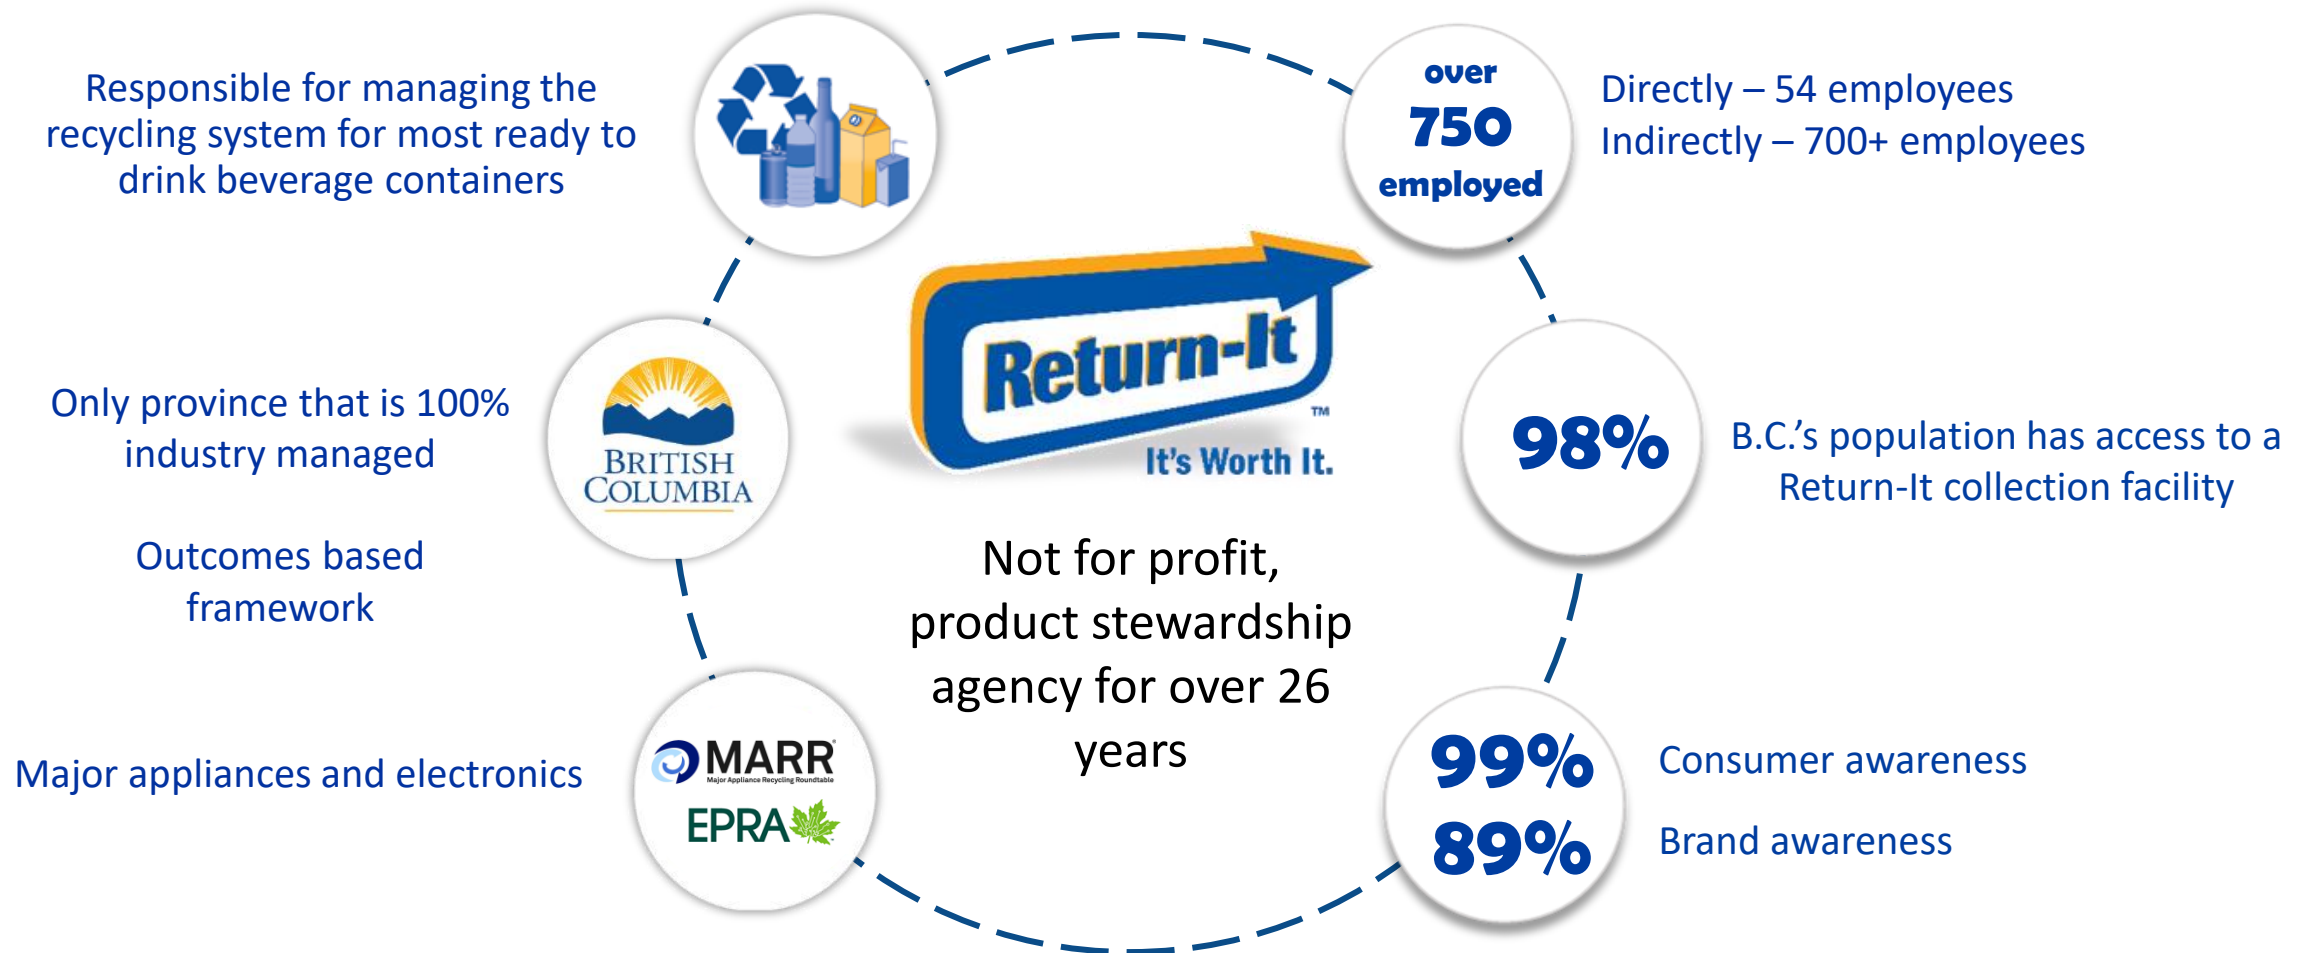 Responsible for managing the
recycling system for most ready to
drink beverage containers
over
750
employed
Directly – 54 employees
Indirectly – 700+ employees
Only province that is 100%
industry managed
Outcomes based
framework
BRITISH
COLUMBIA
Return-It
TM
It's Worth It.
98%
B.C.’s population has access to a
Return-It collection facility
Not for profit,
product stewardship
agency for over 26
years
Major appliances and electronics
MARR
Major Appliance Recycling Roundtable
EPRA
99%
Consumer awareness
89%
Brand awareness